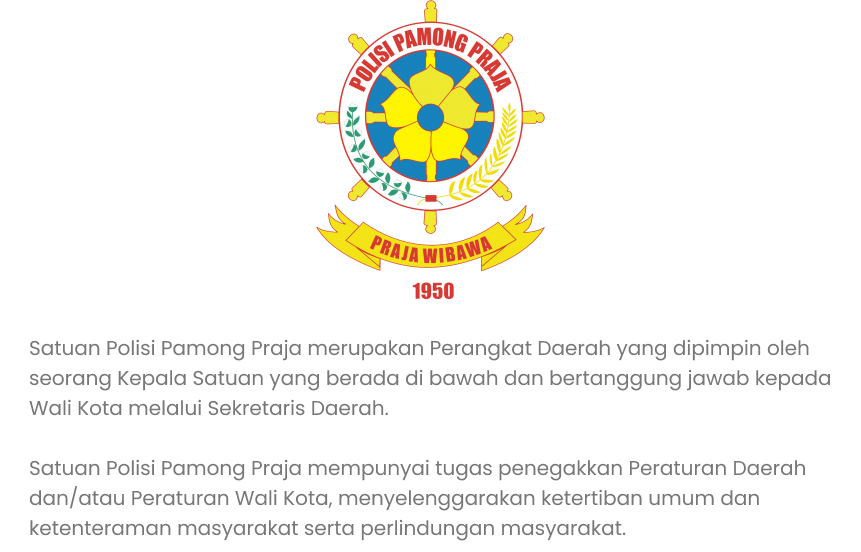 POLISI PAMONG PRAJA
PRAJA WIBAWA
1950
Satuan Polisi Pamong Praja merupakan Perangkat Daerah yang dipimpin oleh
seorang Kepala Satuan yang berada di bawah dan bertanggung jawab kepada
Wali Kota melalui Sekretaris Daerah.
Satuan Polisi Pamong Praja mempunyai tugas penegakkan Peraturan Daerah
dan/atau Peraturan Wali Kota, menyelenggarakan ketertiban umum dan
ketenteraman masyarakat serta perlindungan masyarakat.